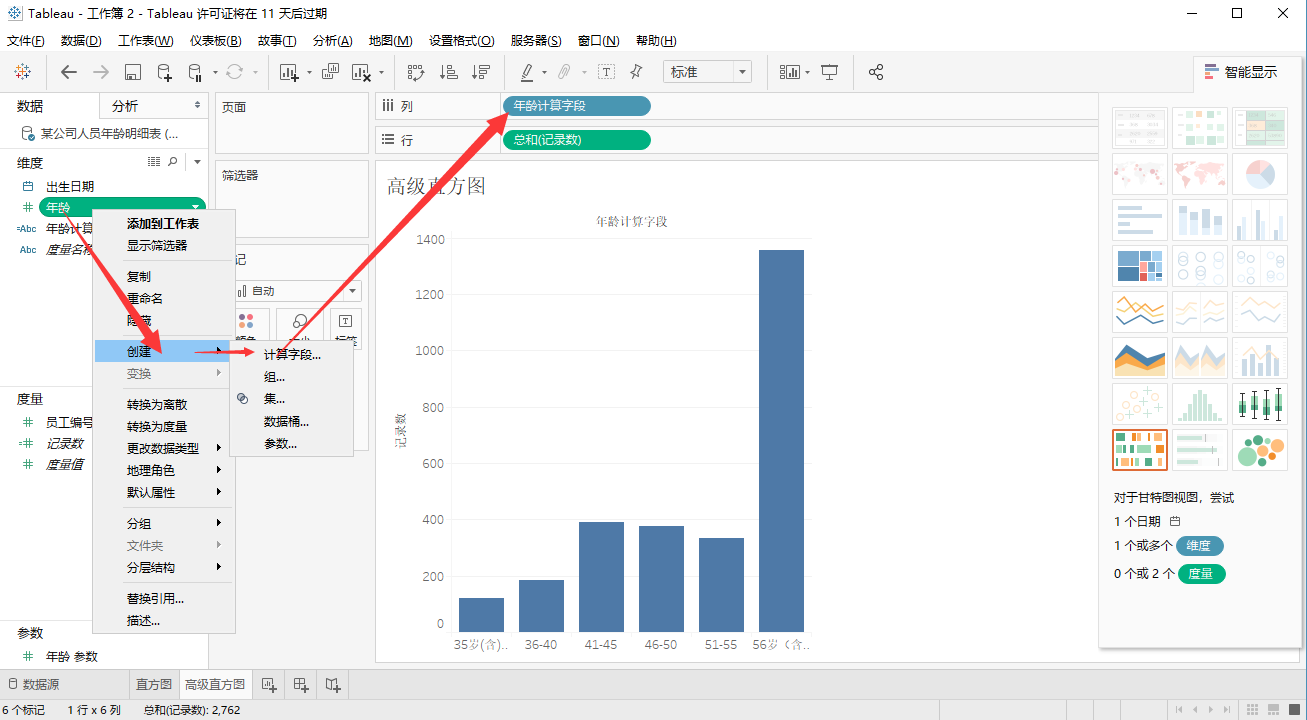 Tableau - 工作簿 2 - Tableau 许可证将在 11 天后过期
文件(F) 数据(D) 工作表(W) 仪表板(B) 故事(T) 分析(A) 地图(M) 设置格式(O) 服务器(S) 窗口(N) 帮助(H)
标准
智能显示
数据 分析
某公司人员年龄明细表 (...
维度
出生日期
年龄
年龄计算
Abc
度量名称
Abc
度量
员工编号
记录数
度量值
参数
年龄 参数
添加到工作表
显示筛选器
复制
重命名
隐藏
创建
变换
转换为离散
转换为度量
更改数据类型
地理角色
默认属性
分组
文件夹
分层结构
替换引用...
描述...
计算字段...
组...
集...
数据桶...
参数...
页面
筛选器
记
自动
颜色 大小 标签
列 年龄计算字段
行 总和(记录数)
高级直方图
年龄计算字段
记录数
1400
1200
1000
800
600
400
200
0
35岁(含).. 36-40 41-45 46-50 51-55 56岁（含..
对于甘特图视图，尝试
1 个日期
1 个或多个 维度
0 个或 2 个 度量
数据源 直方图 高级直方图
6 个标记 1 行 x 6 列 总和(记录数): 2,762